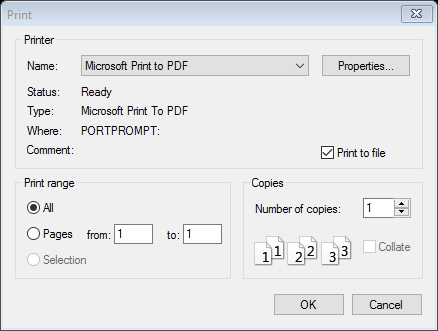 Print
Printer
Name: Microsoft Print to PDF Properties...
Status: Ready
Type: Microsoft Print To PDF
Where: PORTPROMPT:
Comment: Print to file
Print range
All
Pages from: 1 to: 1
Selection
Copies
Number of copies: 1
1 1 2 2 3 3 Collate
OK Cancel